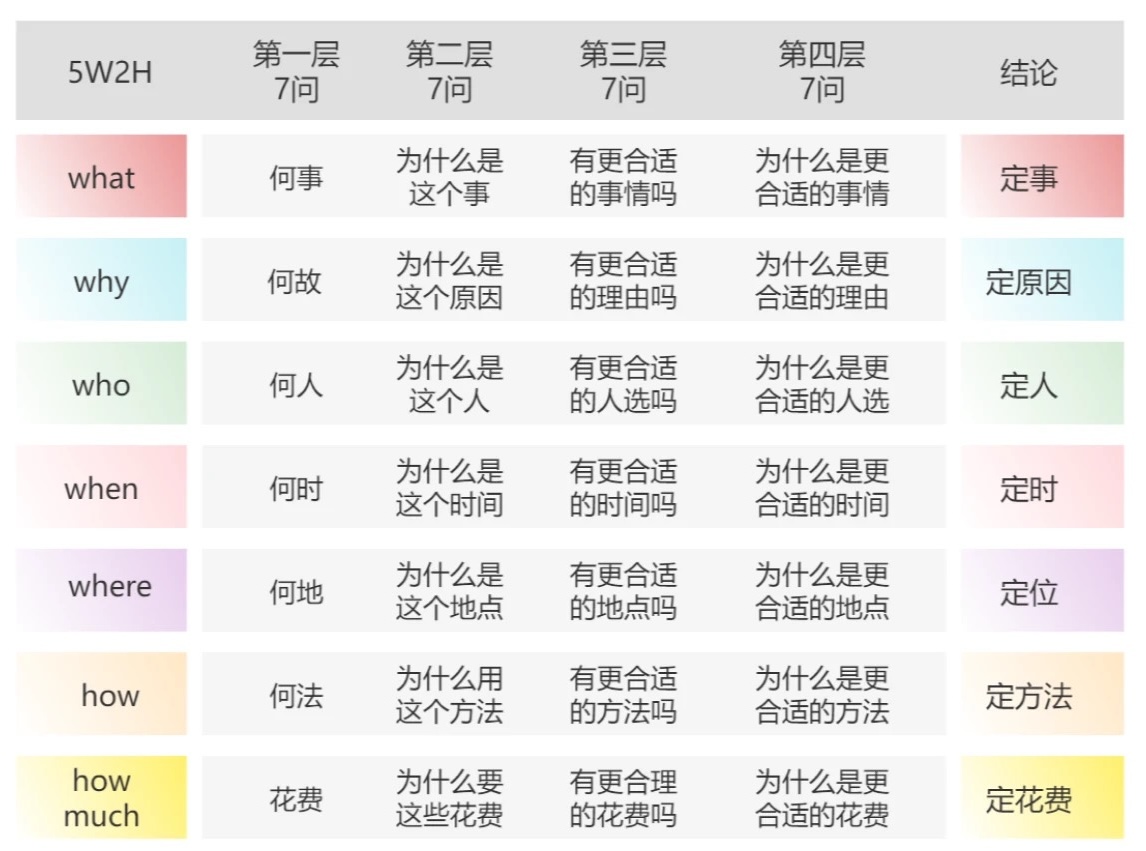 5W2H 第一层 第二层 第三层 第四层 结论
7问 7问 7问 7问
what 何事 为什么是 有更合适 为什么是更 定事
这个事 的事情吗 合适的事情
why 何故 为什么是 有更合适 为什么是更 定原因
这个原因 的理由吗 合适的理由
who 何人 为什么是 有更合适 为什么是更 定人
这个人 的人选吗 合适的人选
when 何时 为什么是 有更合适 为什么是更 定时
这个时间 的时间吗 合适的时间
where 何地 为什么是 有更合适 为什么是更 定位
这个地点 的地点吗 合适的地点
how 何法 为什么用 有更合适 为什么是更 定方法
这个方法 的方法吗 合适的方法
how 花费 为什么要 有更合理 为什么是更 定花费
much 这些花费 的花费吗 合适的花费